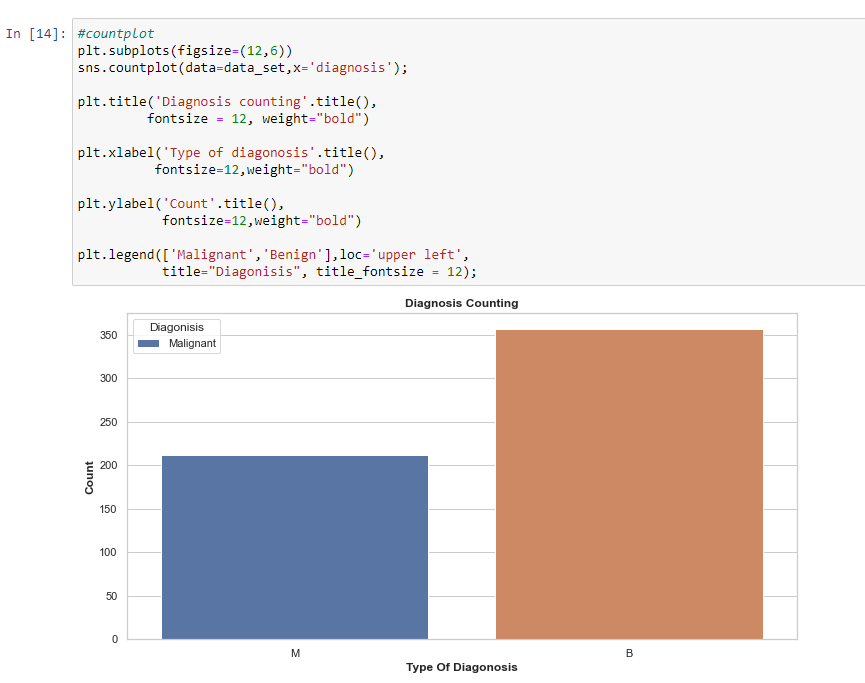 In [14]: #countplot
plt.subplots(figsize=(12,6))
sns.countplot(data=data_set,x='diagnosis');
plt.title('Diagnosis counting'.title(),
fontsize = 12, weight="bold")
plt.xlabel('Type of diagonosis'.title(),
fontsize=12,weight="bold")
plt.ylabel('Count'.title(),
fontsize=12,weight="bold")
plt.legend(['Malignant','Benign'],loc='upper left',
title="Diagonisis", title_fontsize = 12);
Diagnosis Counting
Diagonisis
Malignant
350
300
250
200
150
100
50
0
Count
M B
Type Of Diagonosis